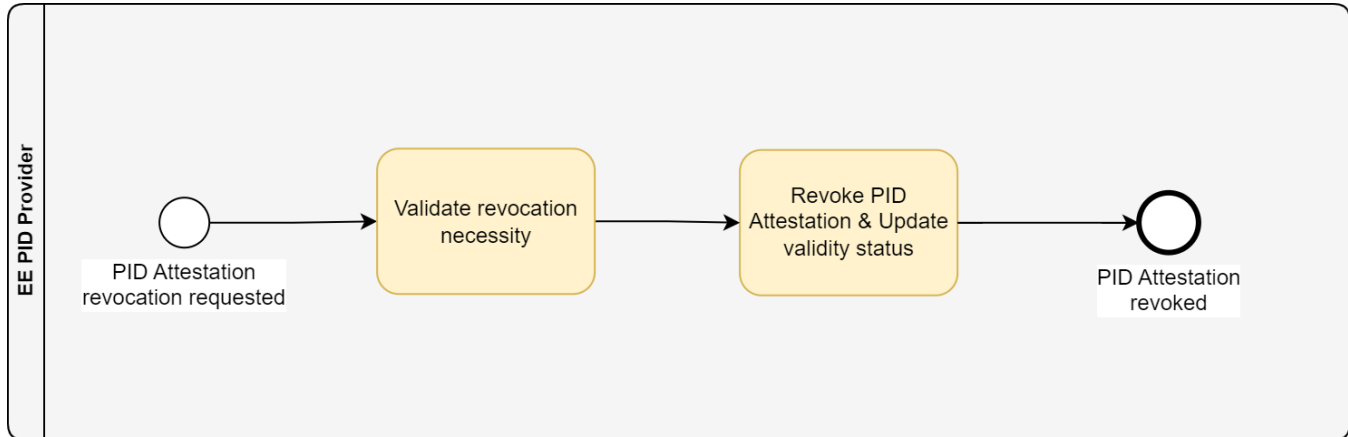 EE PID Provider
PID Attestation
revocation requested
Validate revocation
necessity
Revoke PID
Attestation & Update
validity status
PID Attestation
revoked